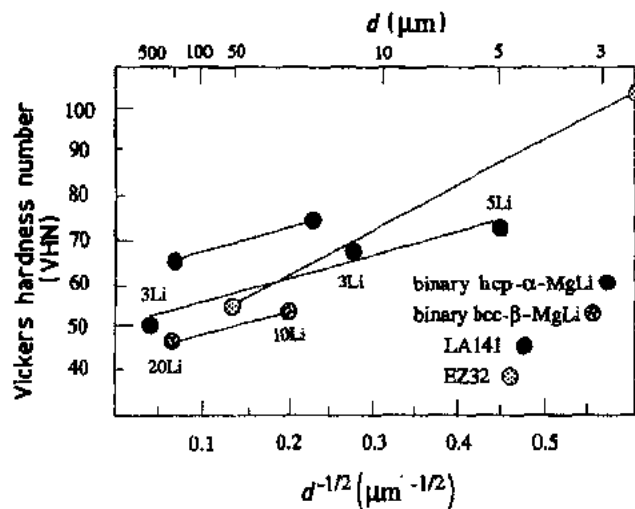 d (μm)
500 100 50 10 5 3
Vickers hardness number
(VHN)
100
90
80
70
60
50
40
5Li
3Li
3Li
20Li
10Li
binary hcp-α-MgLi
binary bcc-β-MgLi
LA141
EZ32
0.1 0.2 0.3 0.4 0.5
d⁻¹/² (μm⁻¹/²)